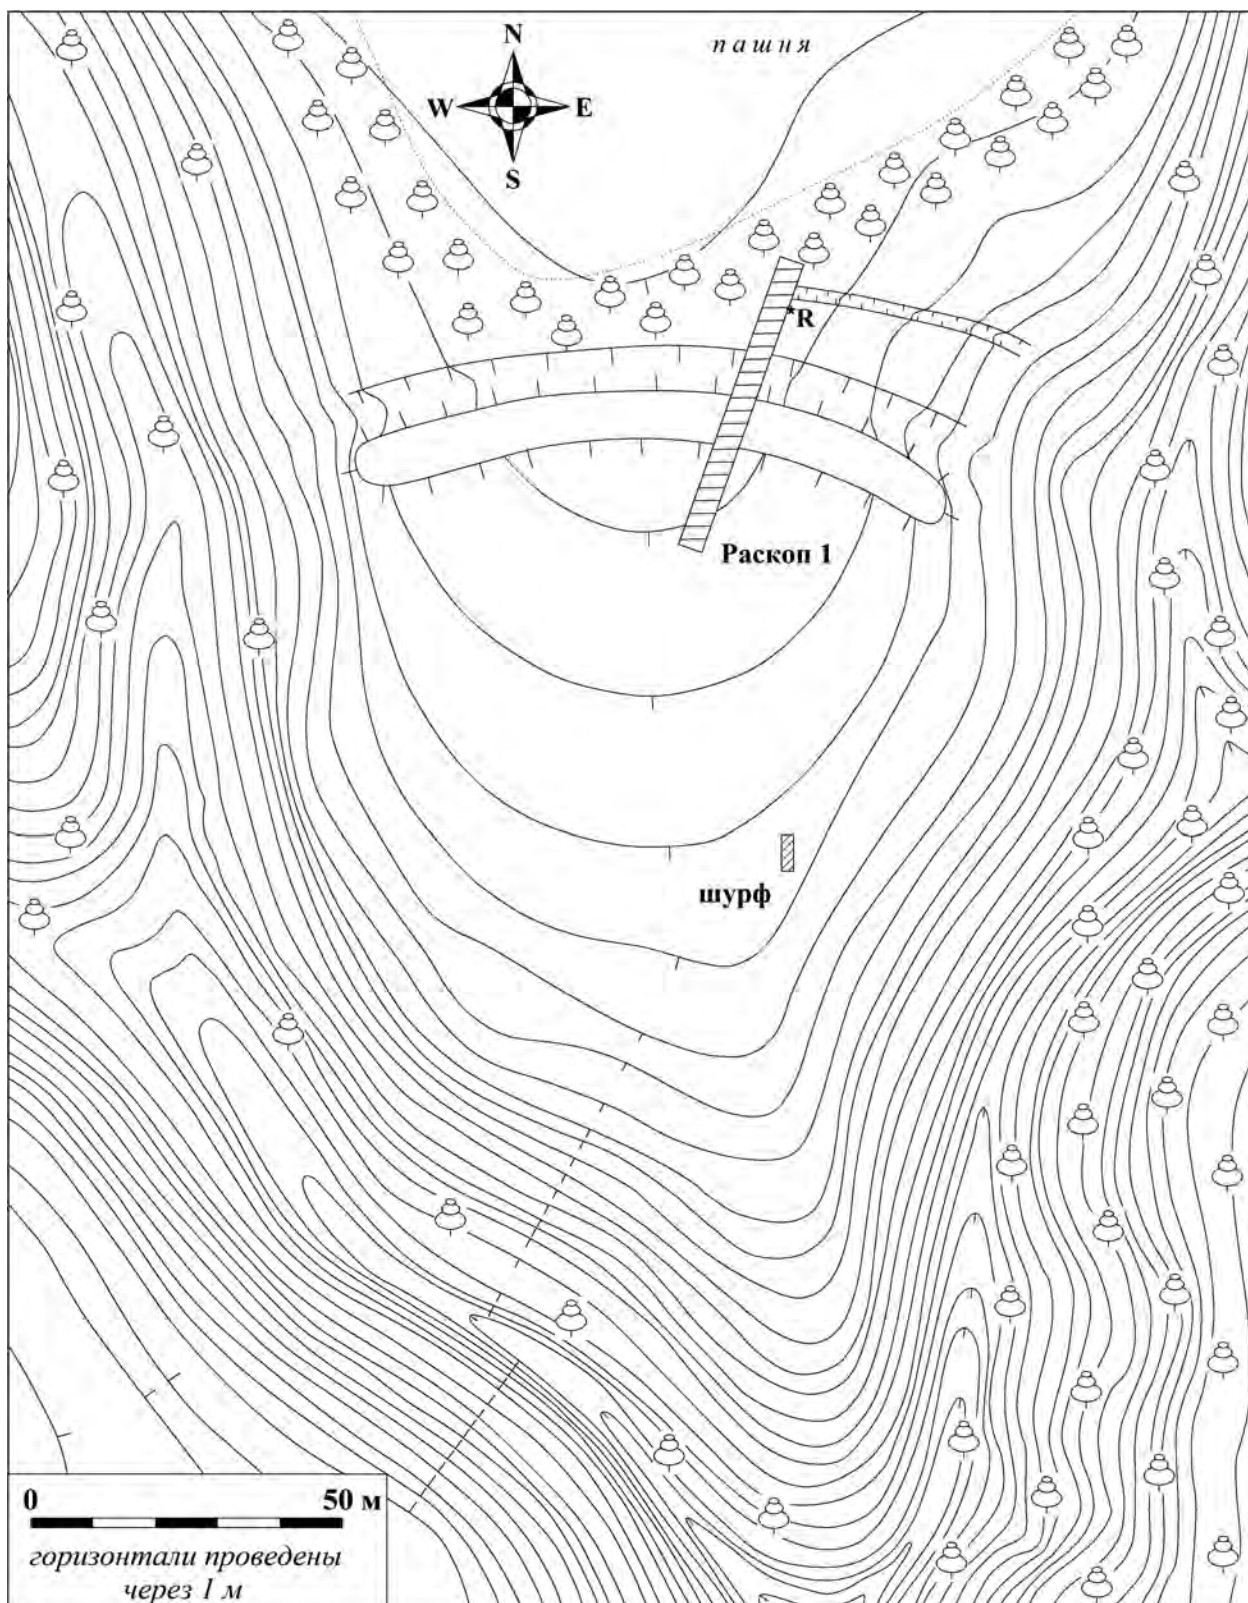 пашня
N
W E
S
*R
Раскоп 1
шурф
0 50 м
горизонтали проведены
через 1 м